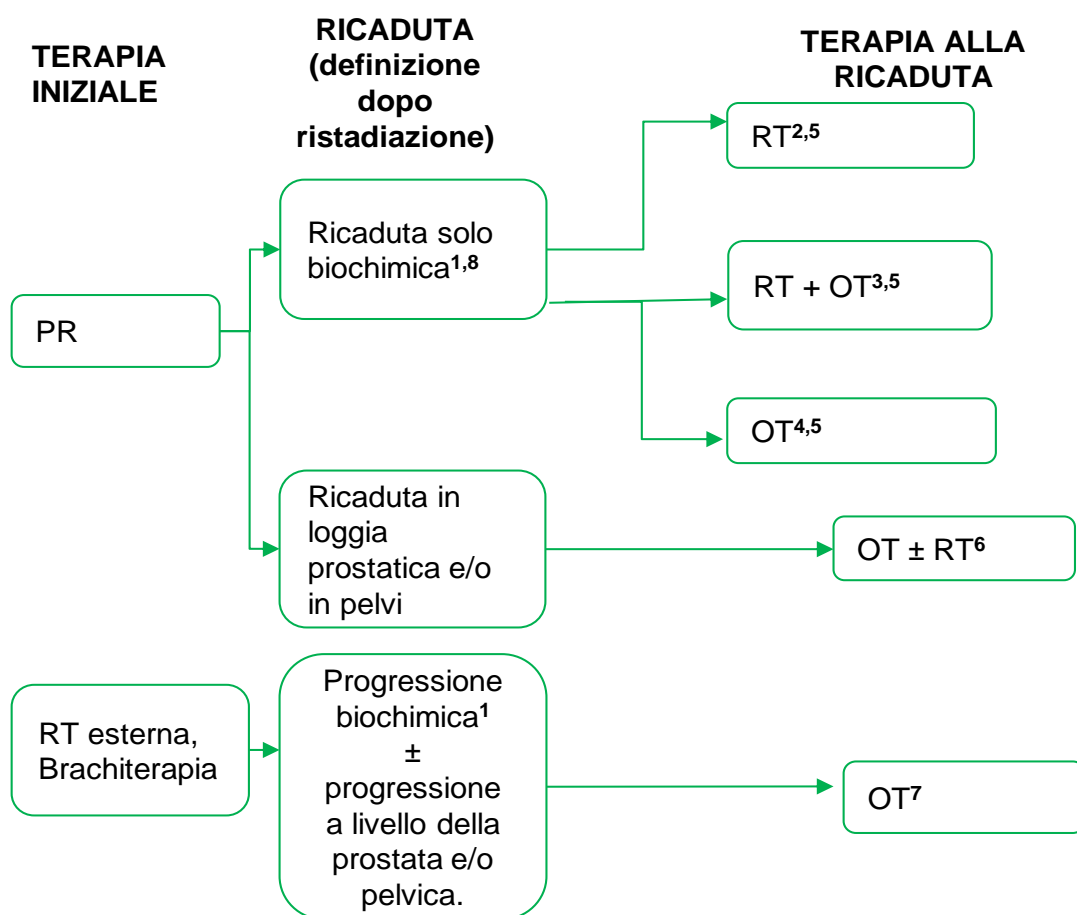 TERAPIA
INIZIALE
RICADUTA
(definizione
dopo
ristadiazione)
TERAPIA ALLA
RICADUTA
PR
Ricaduta solo
biochimica¹,⁸
RT²,⁵
RT + OT³,⁵
OT⁴,⁵
Ricaduta in
loggia
prostatica e/o
in pelvi
OT ± RT⁶
RT esterna,
Brachiterapia
Progressione
biochimica¹
±
progressione
a livello della
prostata e/o
pelvica.
OT⁷